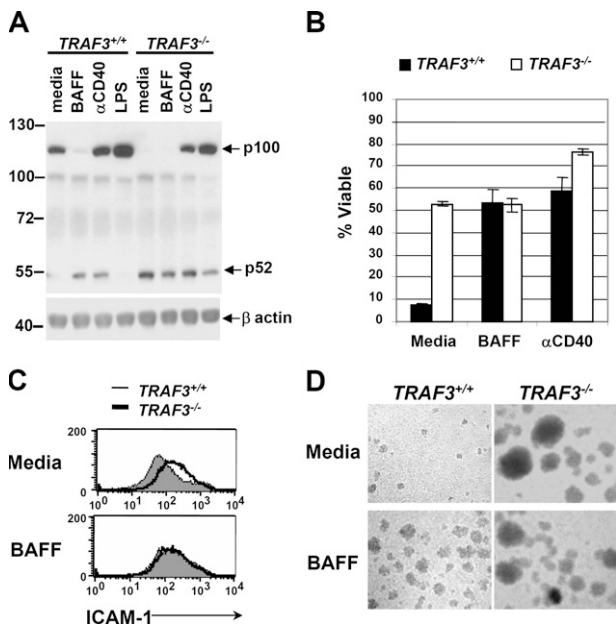 A
TRAF3+/+ TRAF3-/-
media BAFF αCD40 LPS media BAFF αCD40 LPS
130
p100
100
72
55
p52
β actin
40
B
TRAF3+/+ TRAF3-/-
100
90
80
70
60
50
40
30
20
10
0
% Viable
Media BAFF αCD40
C
TRAF3+/+
TRAF3-/-
Media
200
0
10^0 10^1 10^2 10^3 10^4
BAFF
200
0
10^0 10^1 10^2 10^3 10^4
ICAM-1
D
TRAF3+/+ TRAF3-/-
Media
BAFF